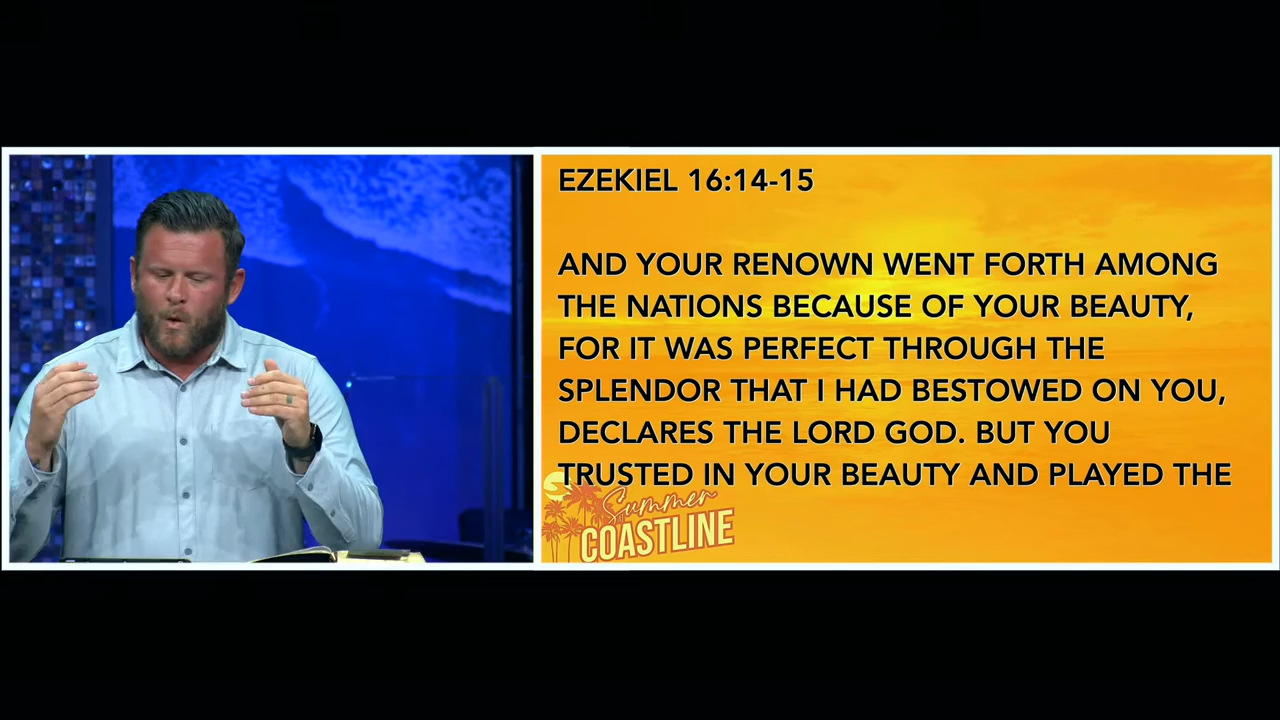 EZEKIEL 16:14-15
AND YOUR RENOWN WENT FORTH AMONG
THE NATIONS BECAUSE OF YOUR BEAUTY,
FOR IT WAS PERFECT THROUGH THE
SPLENDOR THAT I HAD BESTOWED ON YOU,
DECLARES THE LORD GOD. BUT YOU
TRUSTED IN YOUR BEAUTY AND PLAYED THE
Summer
COASTLINE